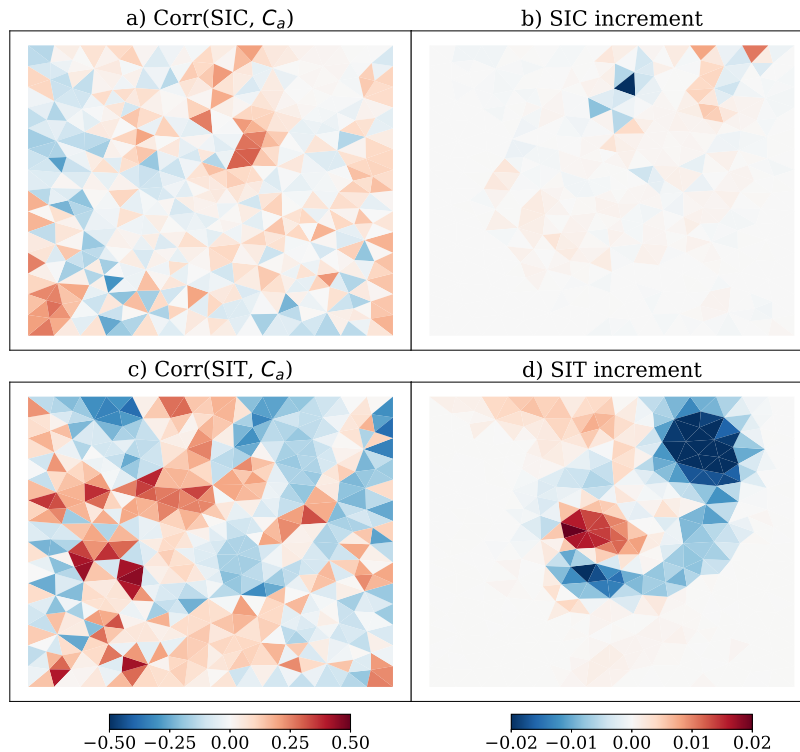 a) Corr(SIC, Cₐ)
b) SIC increment
c) Corr(SIT, Cₐ)
d) SIT increment
−0.50 −0.25 0.00 0.25 0.50
−0.02 −0.01 0.00 0.01 0.02